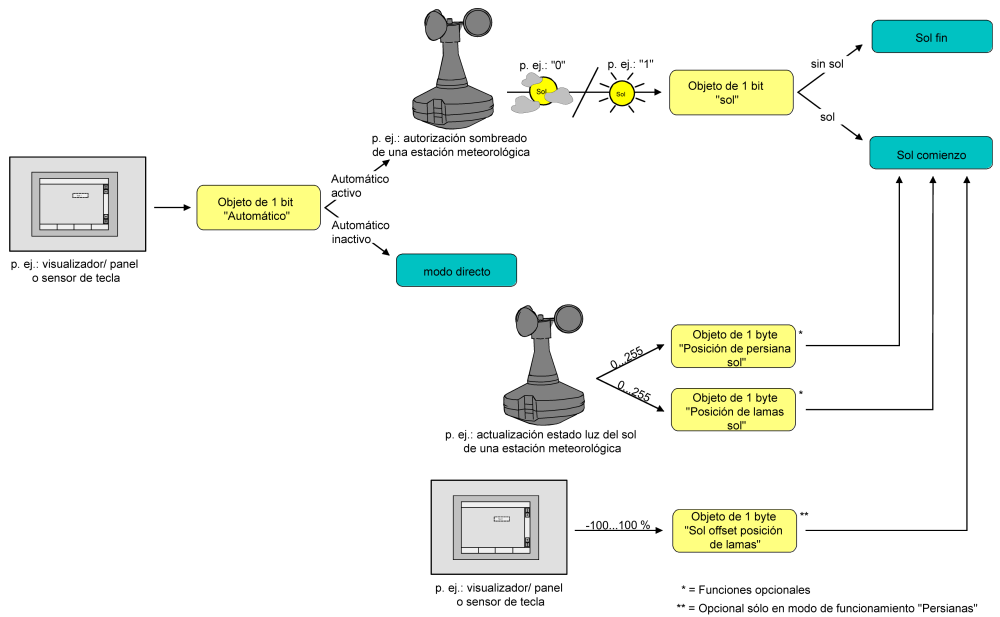 Sol fin
sin sol
p. ej.: "0"
p. ej.: "1"
Sol
Sol
Objeto de 1 bit
"sol"
sol
p. ej.: autorización sombreado
de una estación meteorológica
Sol comienzo
Automático
activo
Objeto de 1 bit
"Automático"
Automático
inactivo
p. ej.: visualizador/ panel
o sensor de tecla
modo directo
0...255
Objeto de 1 byte
"Posición de persiana
sol"
*
0...255
Objeto de 1 byte
"Posición de lamas
sol"
*
p. ej.: actualización estado luz del sol
de una estación meteorológica
-100...100 %
Objeto de 1 byte
"Sol offset posición
de lamas"
**
p. ej.: visualizador/ panel
o sensor de tecla
* = Funciones opcionales
** = Opcional sólo en modo de funcionamiento "Persianas"